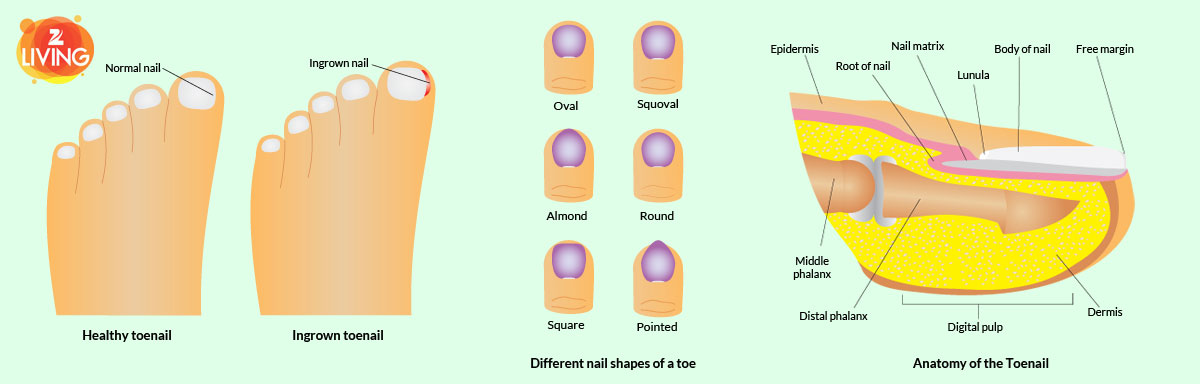 Z
LIVING
Normal nail
Healthy toenail
Ingrown nail
Ingrown toenail
Oval
Squoval
Almond
Round
Square
Pointed
Different nail shapes of a toe
Epidermis
Root of nail
Nail matrix
Lunula
Body of nail
Free margin
Middle
phalanx
Distal phalanx
Digital pulp
Dermis
Anatomy of the Toenail